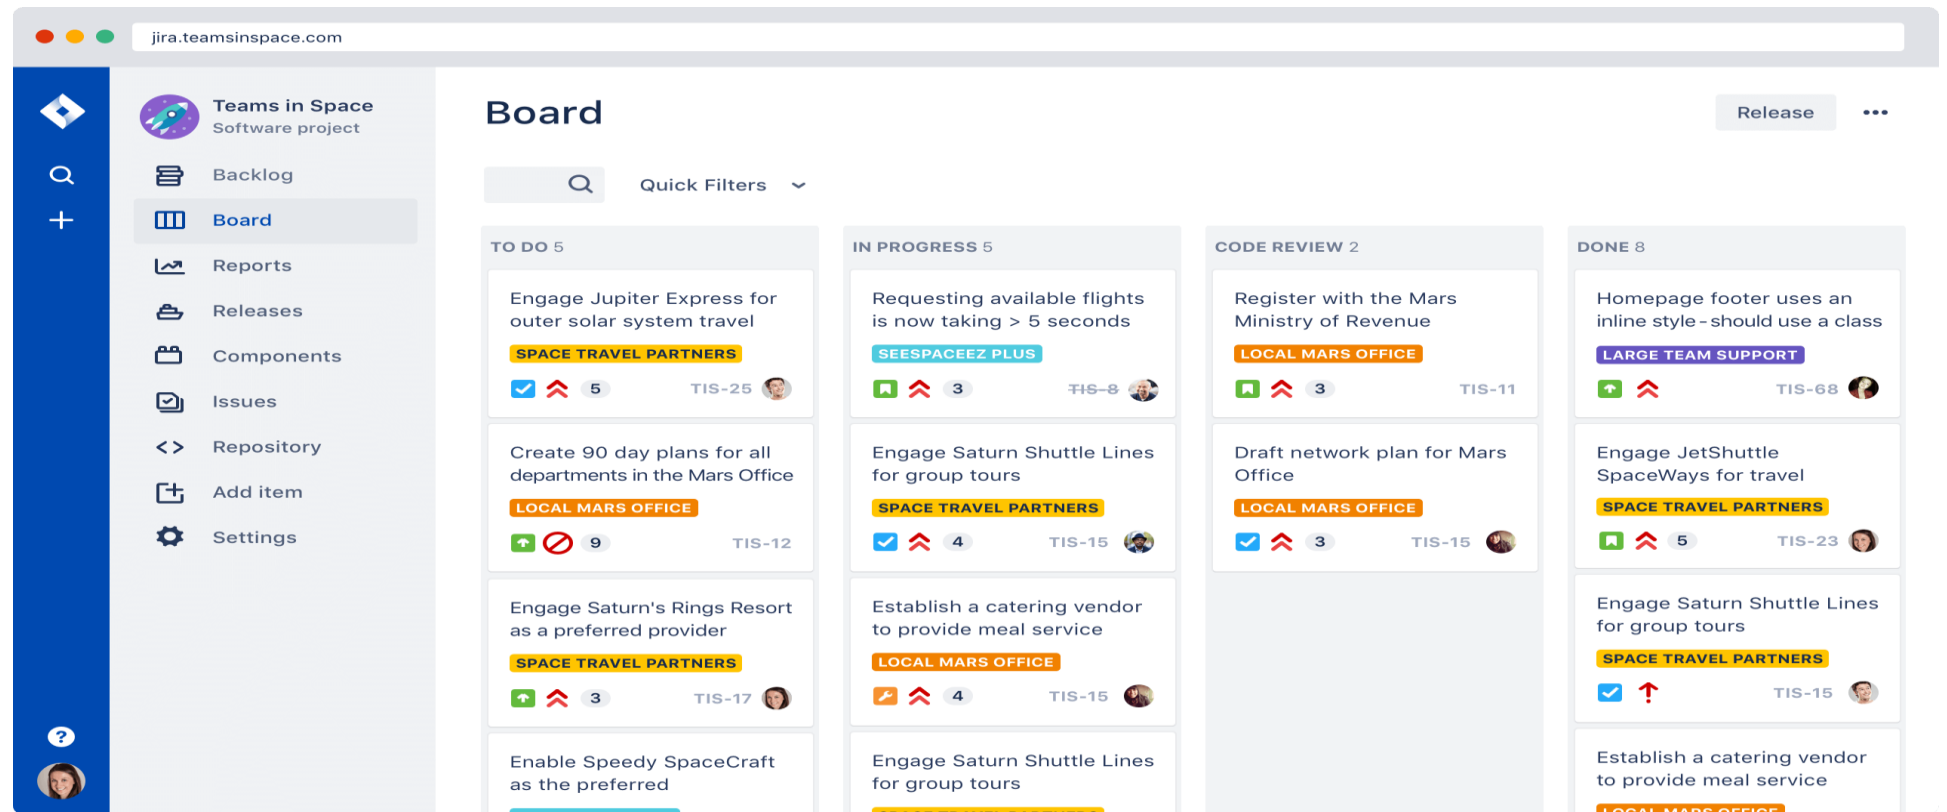 jira.teamsinspace.com
Teams in Space
Software project
Backlog
Board
Reports
Releases
Components
Issues
Repository
Add item
Settings
?
Board
Release
Quick Filters
TO DO 5
Engage Jupiter Express for
outer solar system travel
SPACE TRAVEL PARTNERS
5 TIS-25
Create 90 day plans for all
departments in the Mars Office
LOCAL MARS OFFICE
9 TIS-12
Engage Saturn's Rings Resort
as a preferred provider
SPACE TRAVEL PARTNERS
3 TIS-17
Enable Speedy SpaceCraft
as the preferred
IN PROGRESS 5
Requesting available flights
is now taking > 5 seconds
SEESPACEEZ PLUS
3 TIS-8
Engage Saturn Shuttle Lines
for group tours
SPACE TRAVEL PARTNERS
4 TIS-15
Establish a catering vendor
to provide meal service
LOCAL MARS OFFICE
4 TIS-15
Engage Saturn Shuttle Lines
for group tours
SPACE TRAVEL PARTNERS
CODE REVIEW 2
Register with the Mars
Ministry of Revenue
LOCAL MARS OFFICE
3 TIS-11
Draft network plan for Mars
Office
LOCAL MARS OFFICE
3 TIS-15
DONE 8
Homepage footer uses an
inline style - should use a class
LARGE TEAM SUPPORT
TIS-68
Engage JetShuttle
SpaceWays for travel
SPACE TRAVEL PARTNERS
5 TIS-23
Engage Saturn Shuttle Lines
for group tours
SPACE TRAVEL PARTNERS
TIS-15
Establish a catering vendor
to provide meal service
LOCAL MARS OFFICE